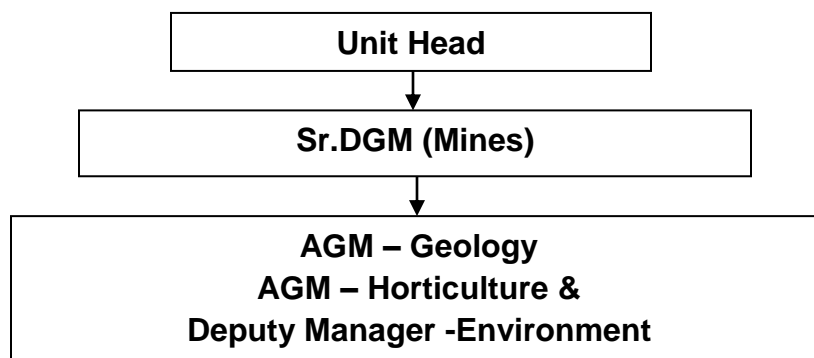 Unit Head
Sr.DGM (Mines)
AGM – Geology
AGM – Horticulture &
Deputy Manager -Environment